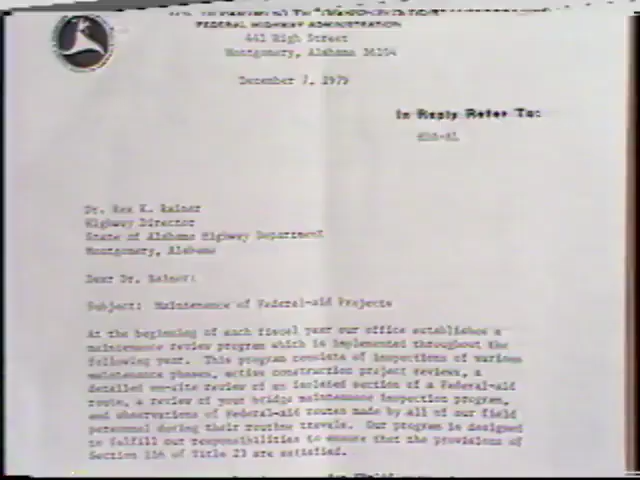 U.S. DEPARTMENT OF TRANSPORTATION
FEDERAL HIGHWAY ADMINISTRATION
441 High Street
Montgomery, Alabama 36104
December 7, 1979
In Reply Refer To:
Dr. Rex K. Rainer
Highway Director
State of Alabama Highway Department
Montgomery, Alabama
Dear Dr. Rainer:
Subject: Maintenance of Federal-aid Projects
At the beginning of each fiscal year our office establishes a
maintenance review program which is implemented throughout the
following year. This program consists of inspections of various
maintenance phases, active construction project reviews, a
detailed on-site review of an isolated section of a Federal-aid
route, a review of your bridge maintenance inspection program,
and observations of Federal-aid routes made by all of our field
personnel during their routine travels. Our program is designed
to fulfill our responsibilities to ensure that the provisions of
Section 116 of Title 23 are satisfied.